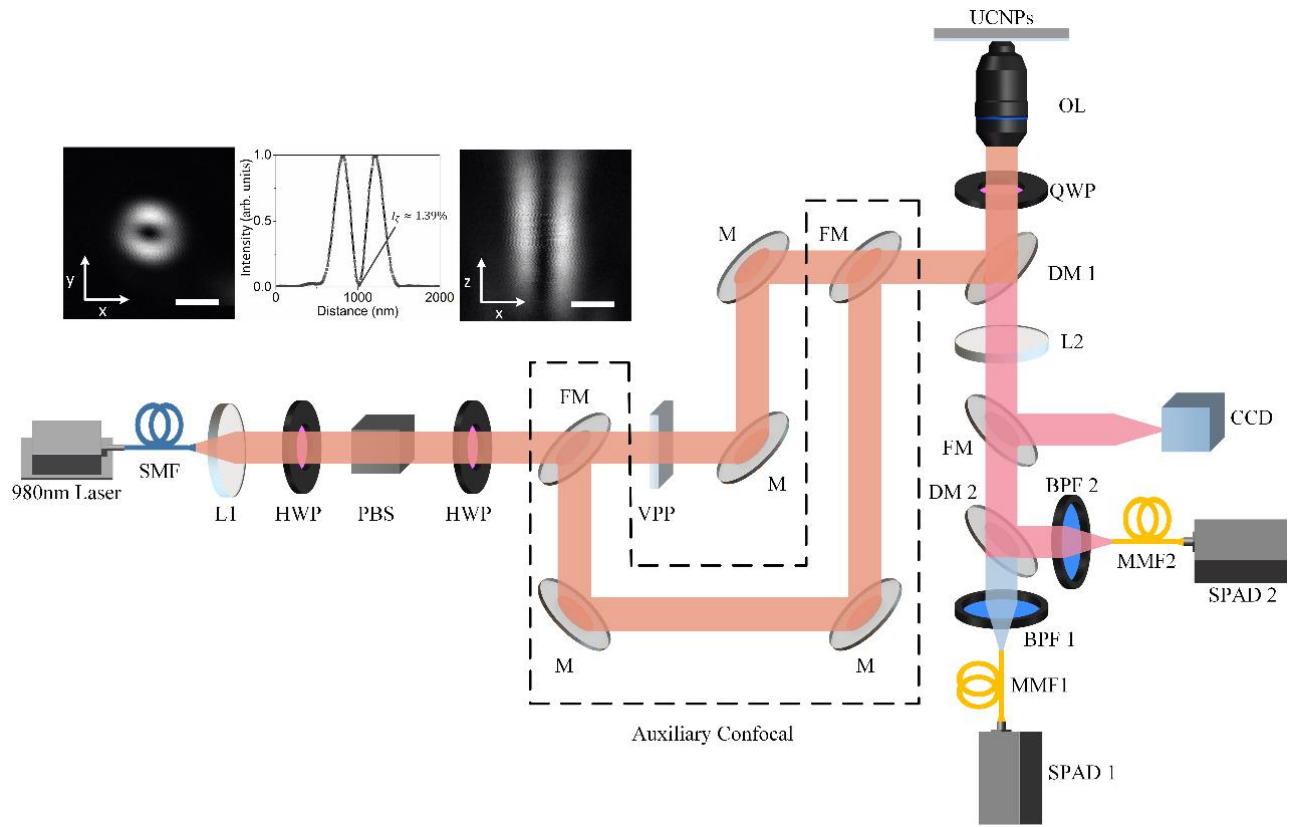 UCNPs
OL
QWP
DM 1
L2
CCD
FM
DM 2
BPF 2
MMF2
SPAD 2
BPF 1
MMF1
SPAD 1
y
x
Intensity (arb. units)
1.0
0.5
0.0
0
1000
2000
Distance (nm)
Iζ ≈ 1.39%
z
x
M
FM
FM
M
980nm Laser
SMF
L1
HWP
PBS
HWP
VPP
M
M
Auxiliary Confocal